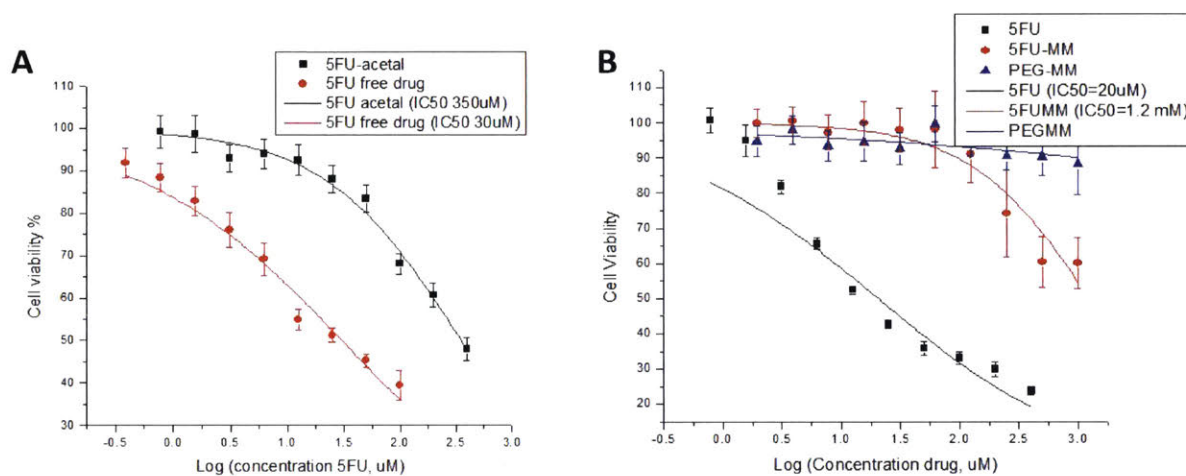 A
5FU-acetal
5FU free drug
5FU acetal (IC50 350uM)
5FU free drug (IC50 30uM)
110
100
90
80
70
60
50
40
30
Cell viability %
-0.5
0.0
0.5
1.0
1.5
2.0
2.5
3.0
Log (concentration 5FU, uM)
B
5FU
5FU-MM
PEG-MM
5FU (IC50=20uM)
5FUMM (IC50=1.2 mM)
PEGMM
110
100
90
80
70
60
50
40
30
20
Cell Viability
-0.5
0.0
0.5
1.0
1.5
2.0
2.5
3.0
Log (Concentration drug, uM)